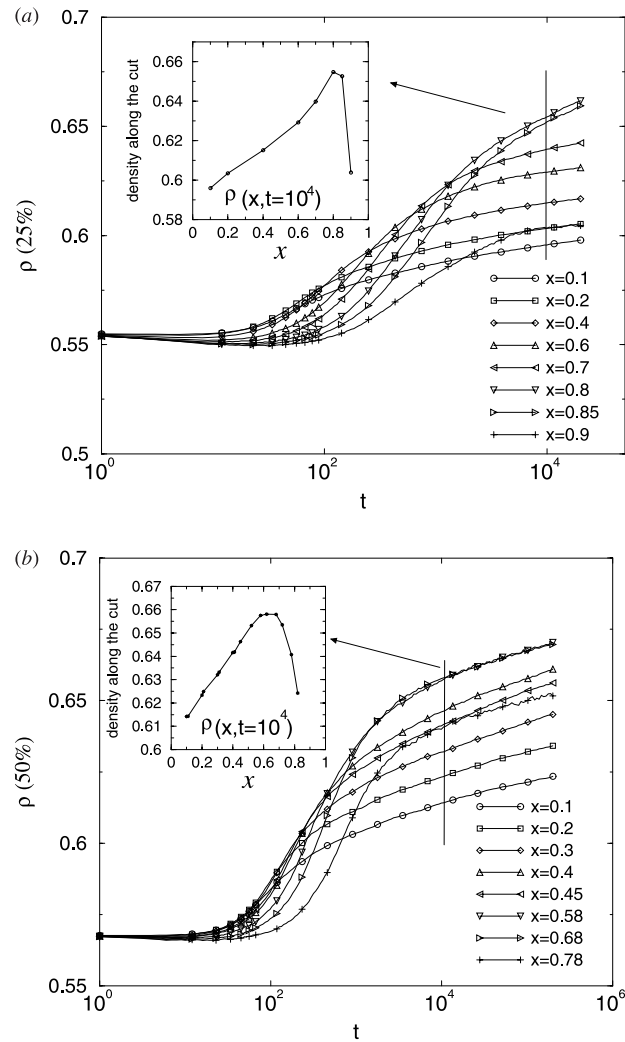 (a)
0.7
0.65
0.6
0.55
0.5
ρ (25%)
density along the cut
0.66
0.64
0.62
0.6
0.58
ρ(x,t=10⁴)
0 0.2 0.4 0.6 0.8 1
x
x=0.1
x=0.2
x=0.4
x=0.6
x=0.7
x=0.8
x=0.85
x=0.9
10⁰ 10² 10⁴
t
(b)
0.7
0.65
0.6
0.55
ρ (50%)
density along the cut
0.67
0.66
0.65
0.64
0.63
0.62
0.61
0.6
ρ(x,t=10⁴)
0 0.2 0.4 0.6 0.8 1
x
x=0.1
x=0.2
x=0.3
x=0.4
x=0.45
x=0.58
x=0.68
x=0.78
10⁰ 10² 10⁴ 10⁶
t